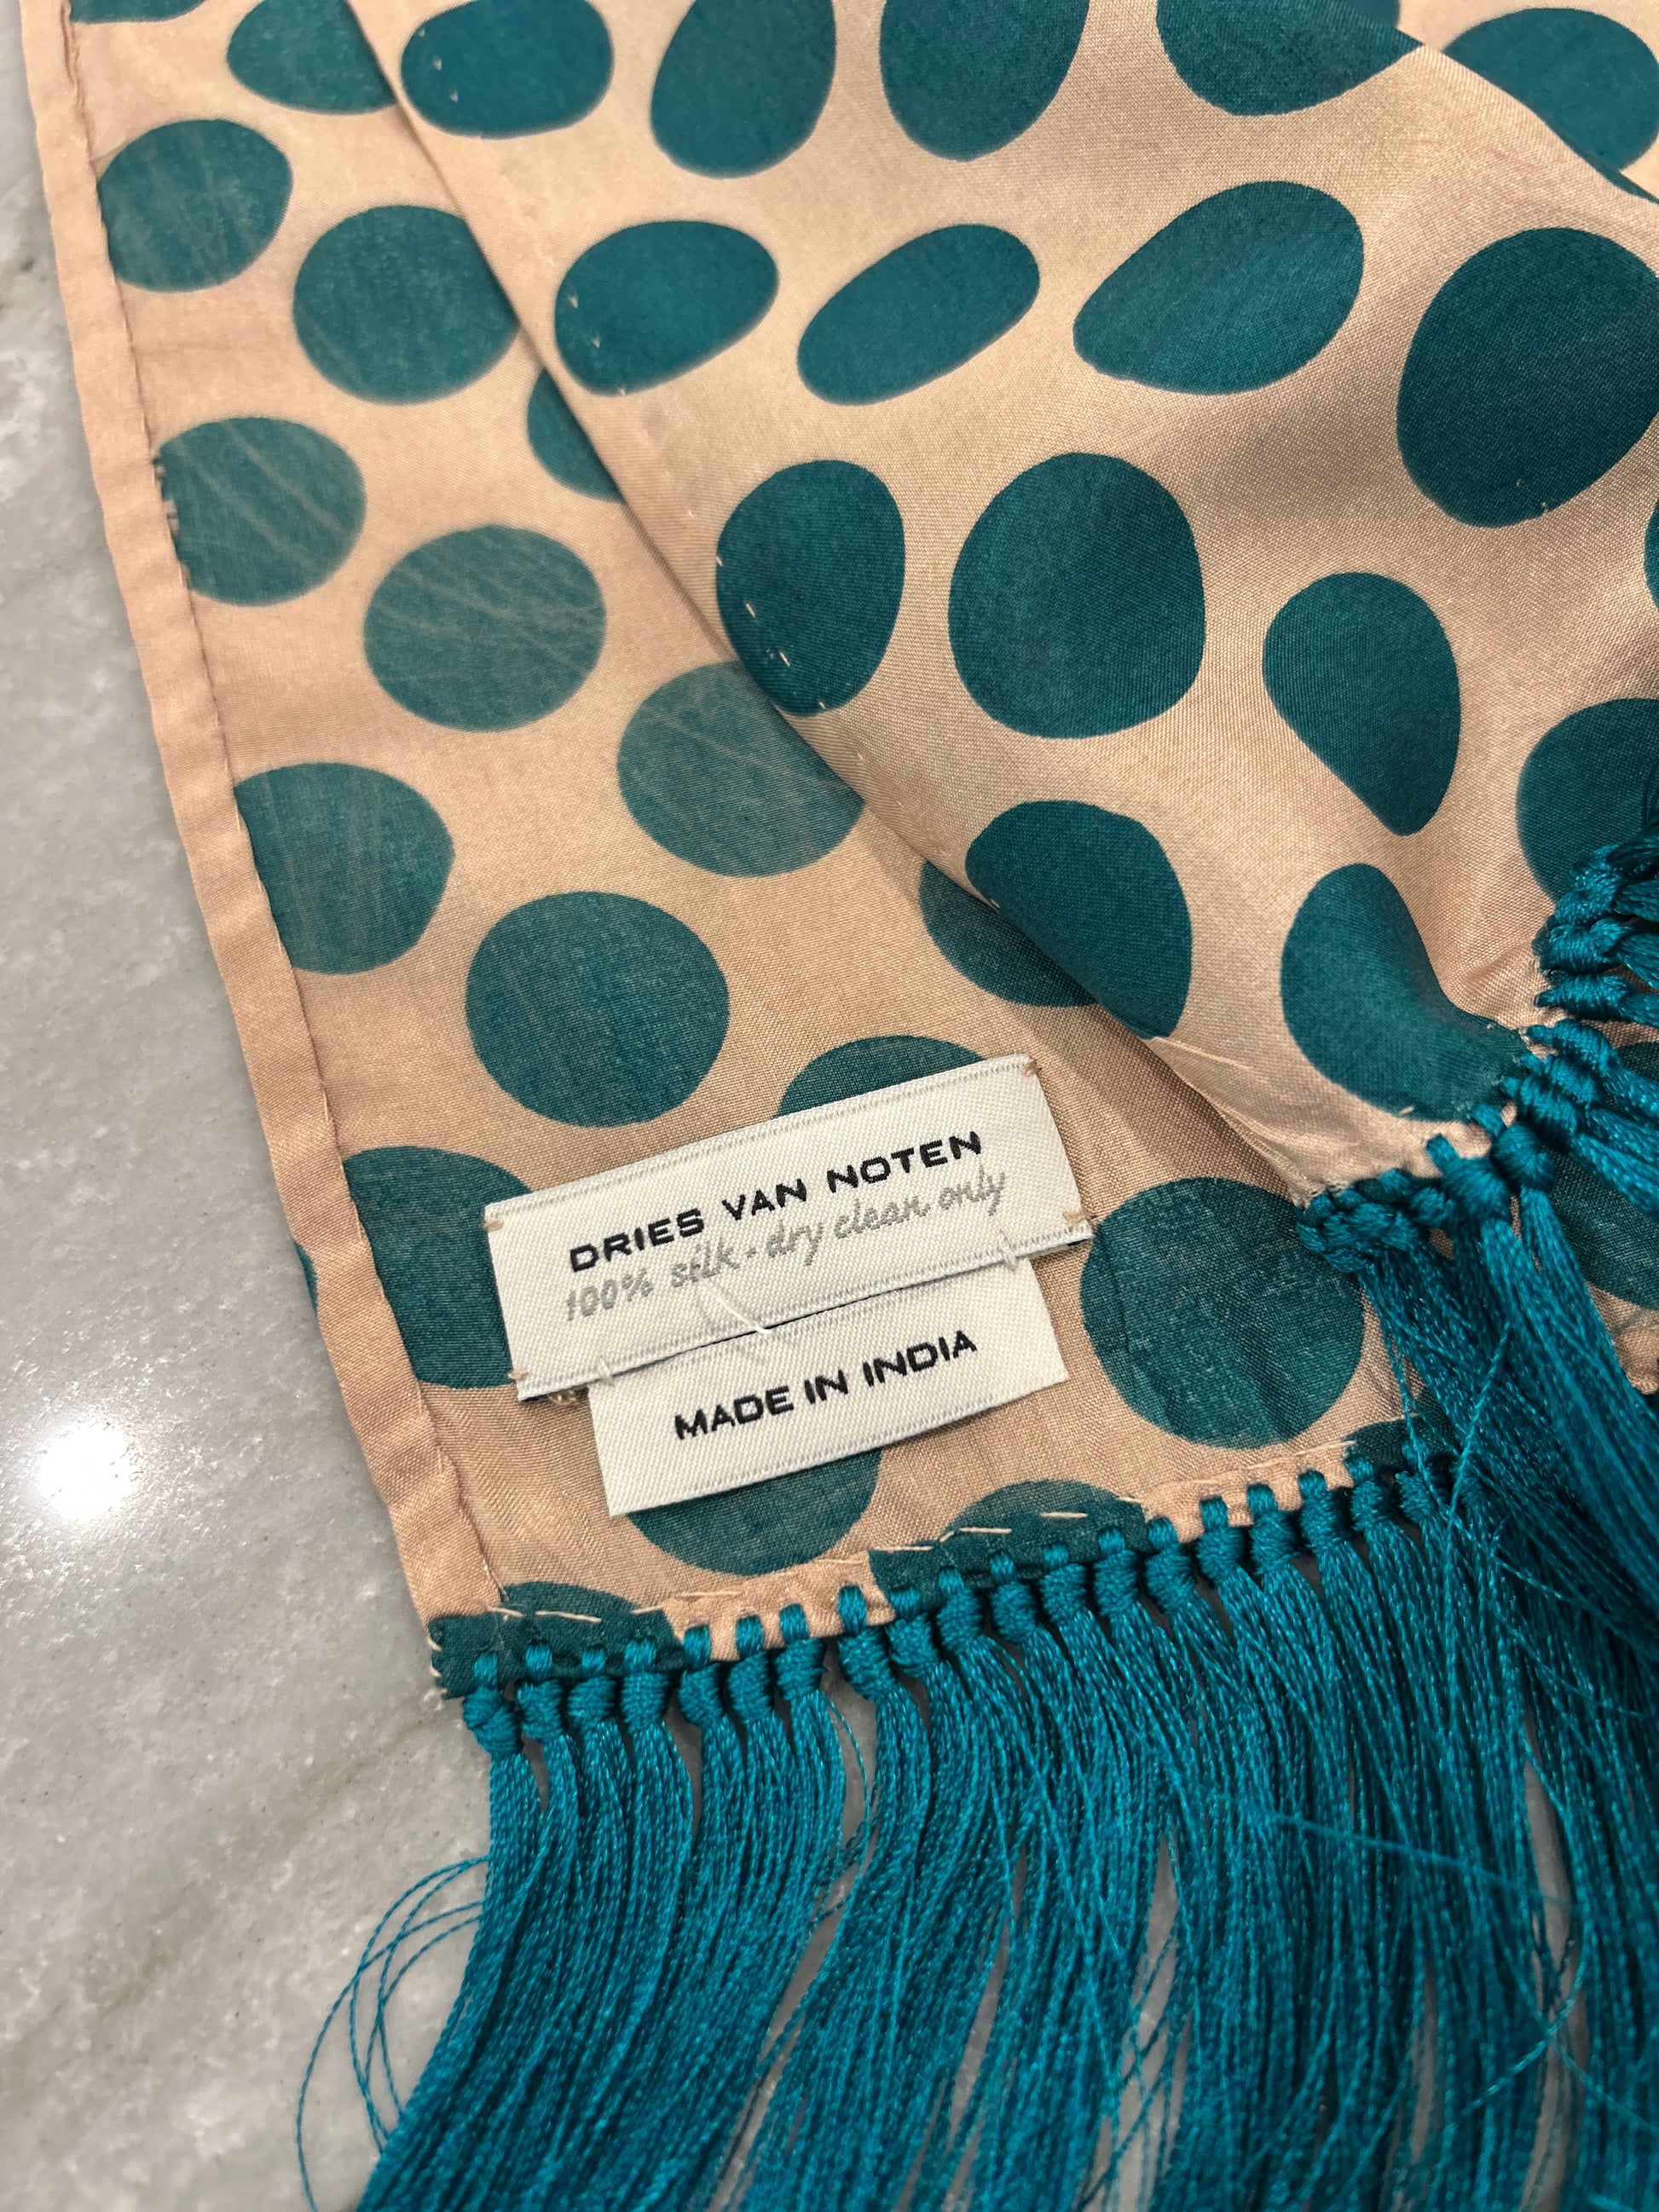 DRIES VAN NOTEN
100% silk - dry clean only
MADE IN INDIA